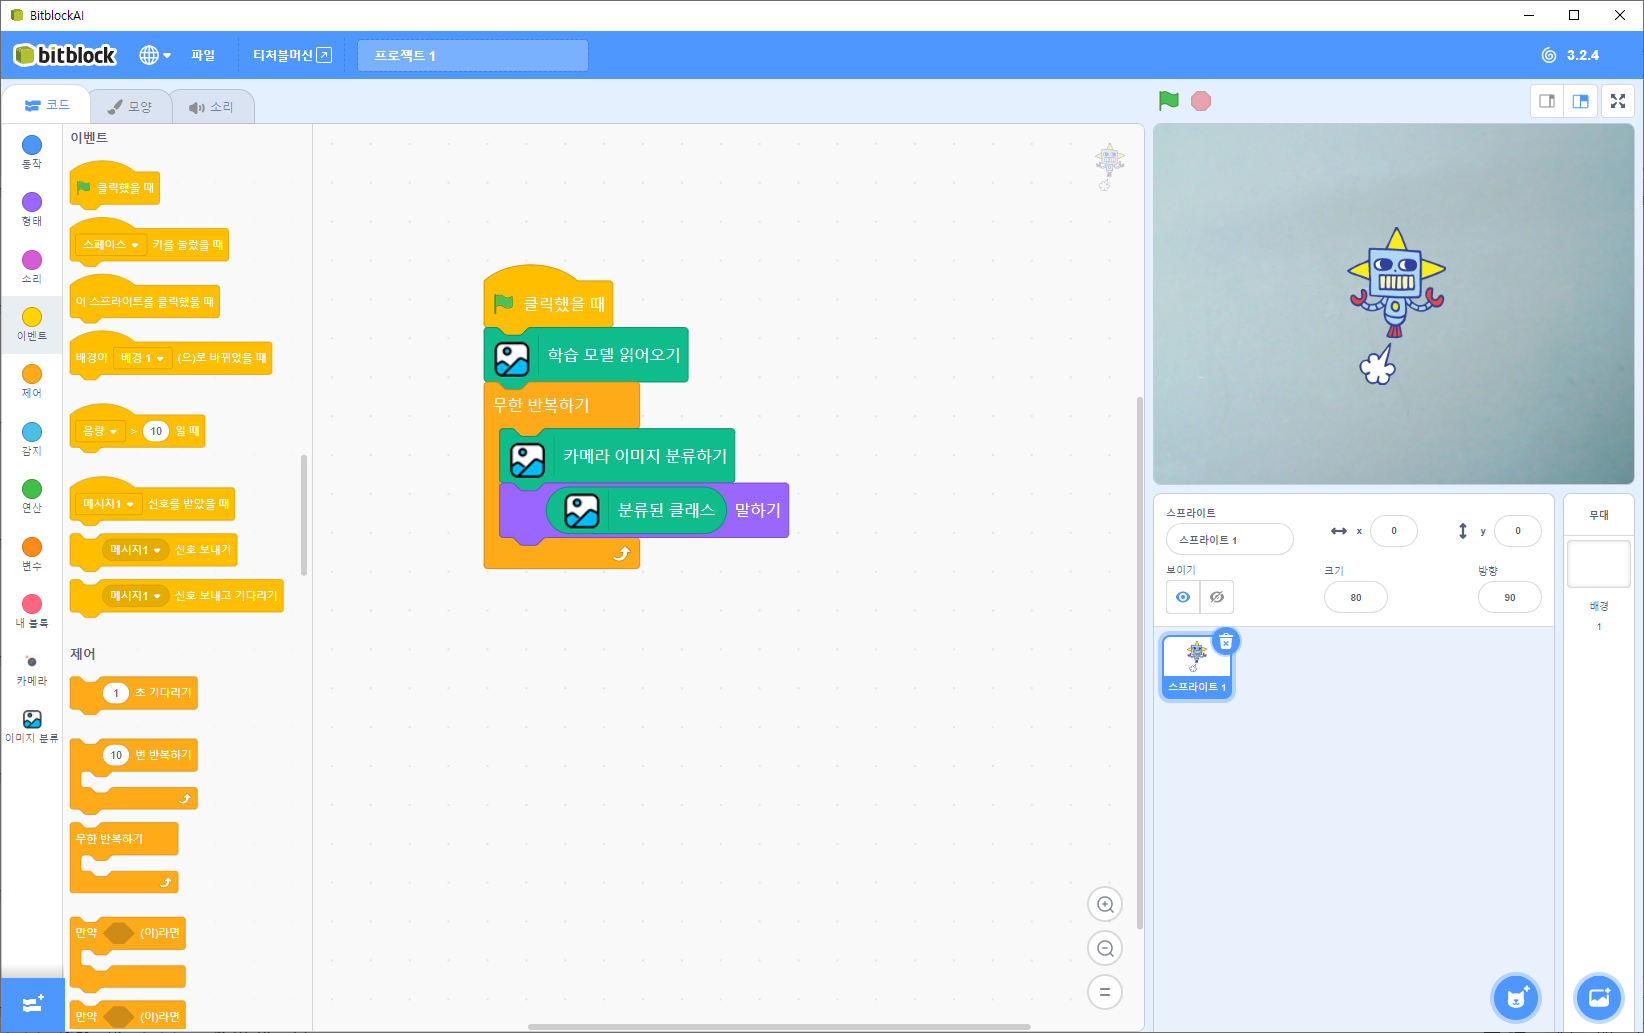 BitblockAI
bitblock
파일
티처블머신
프로젝트 1
3.2.4
코드
모양
소리
동작
형태
소리
이벤트
제어
감지
연산
변수
내 블록
카메라
이미지 분류
이벤트
클릭했을 때
스페이스 키를 눌렀을 때
이 스프라이트를 클릭했을 때
배경이 배경 1 (으)로 바뀌었을 때
음량 > 10 일 때
메시지1 신호를 받았을 때
메시지1 신호 보내기
메시지1 신호 보내고 기다리기
제어
1 초 기다리기
10 번 반복하기
무한 반복하기
만약 (이)라면
만약 (이)라면
클릭했을 때
학습 모델 읽어오기
무한 반복하기
카메라 이미지 분류하기
분류된 클래스 말하기
스프라이트
스프라이트 1
x 0
y 0
보이기
크기
80
방향
90
스프라이트 1
무대
배경
1